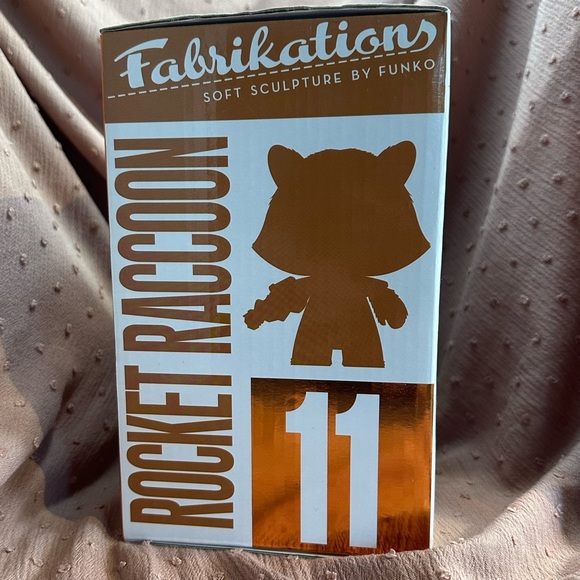 Fabrikations
SOFT SCULPTURE BY FUNKO
ROCKET RACCOON
11